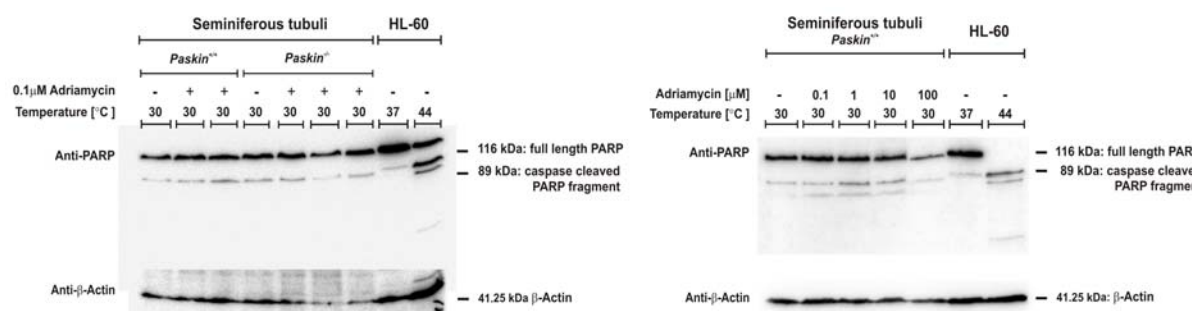 Seminiferous tubuli HL-60
Paskin+/+ Paskin-/-
0.1µM Adriamycin - + + - + + + - -
Temperature [°C ] 30 30 30 30 30 30 30 37 44
Anti-PARP
116 kDa: full length PARP
89 kDa: caspase cleaved
PARP fragment
Anti-β-Actin
41.25 kDa β-Actin
Seminiferous tubuli
Paskin+/+
HL-60
Adriamycin [µM] - 0.1 1 10 100 - -
Temperature [°C ] 30 30 30 30 30 37 44
Anti-PARP
116 kDa: full length PAR
89 kDa: caspase cleave
PARP fragmen
Anti-β-Actin
41.25 kDa: β-Actin